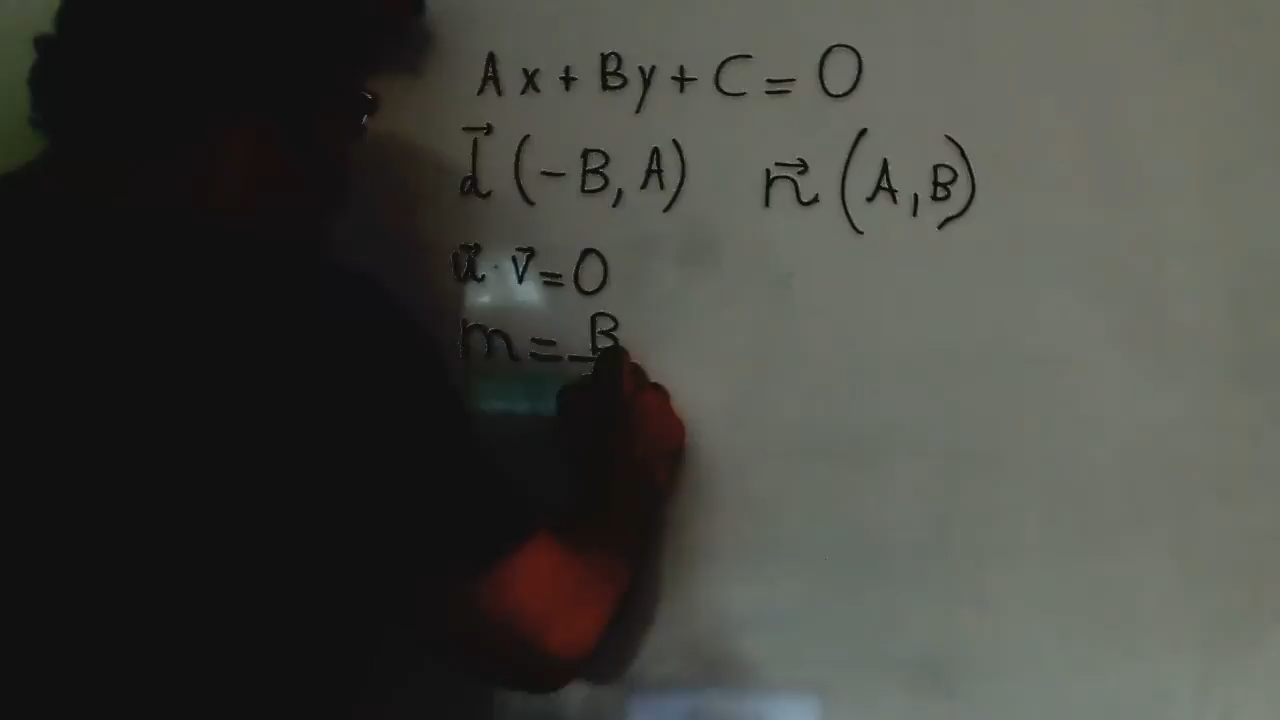 Ax + By + C = 0
d⃗ (-B, A) n⃗ (A, B)
u⃗ · v⃗ = 0
m = B